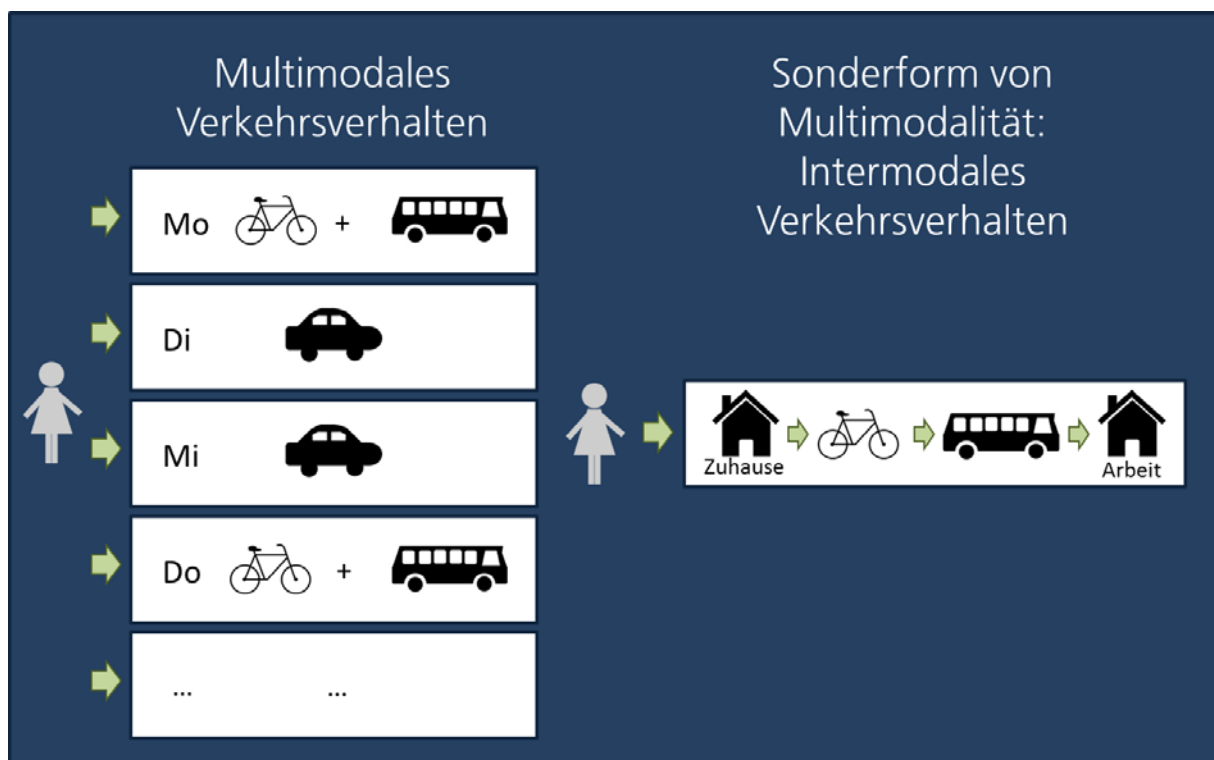 Multimodales
Verkehrsverhalten
Mo +
Di
Mi
Do +
... ...
Sonderform von
Multimodalität:
Intermodales
Verkehrsverhalten
Zuhause
Arbeit